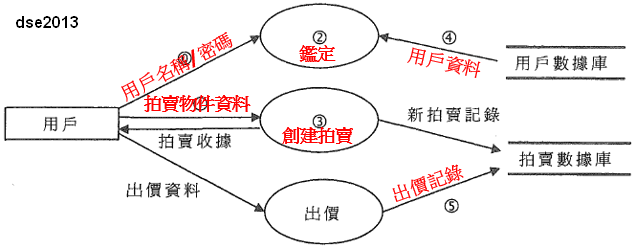 dse2013
①
用戶名稱/密碼
②
鑑定
④
用戶資料
用戶數據庫
用戶
拍賣物件資料
拍賣收據
③
創建拍賣
新拍賣記錄
拍賣數據庫
出價資料
出價
出價記錄
⑤